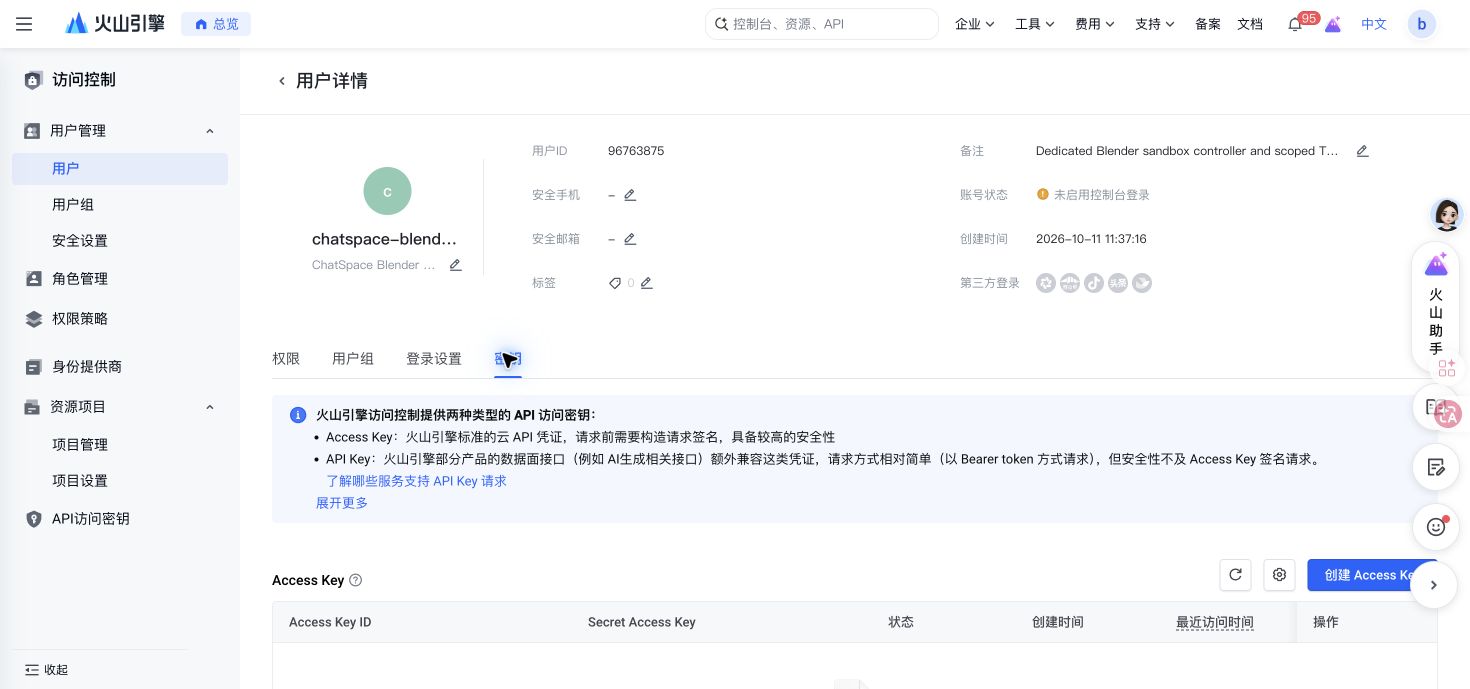 火山引擎
总览
控制台、资源、API
企业
工具
费用
支持
备案
文档
95
中文
b
访问控制
用户管理
用户
用户组
安全设置
角色管理
权限策略
身份提供商
资源项目
项目管理
项目设置
API访问密钥
收起
用户详情
C
chatspace-blend...
ChatSpace Blender ...
用户ID 96763875
安全手机 –
安全邮箱 –
标签 0
备注 Dedicated Blender sandbox controller and scoped T...
账号状态 未启用控制台登录
创建时间 2026-10-11 11:37:16
第三方登录
权限
用户组
登录设置
火山引擎访问控制提供两种类型的 API 访问密钥：
• Access Key：火山引擎标准的云 API 凭证，请求前需要构造请求签名，具备较高的安全性
• API Key：火山引擎部分产品的数据面接口（例如 AI生成相关接口）额外兼容这类凭证，请求方式相对简单（以 Bearer token 方式请求），但安全性不及 Access Key 签名请求。
了解哪些服务支持 API Key 请求
展开更多
Access Key
创建 Access Ke
Access Key ID
Secret Access Key
状态
创建时间
最近访问时间
操作
火山助手